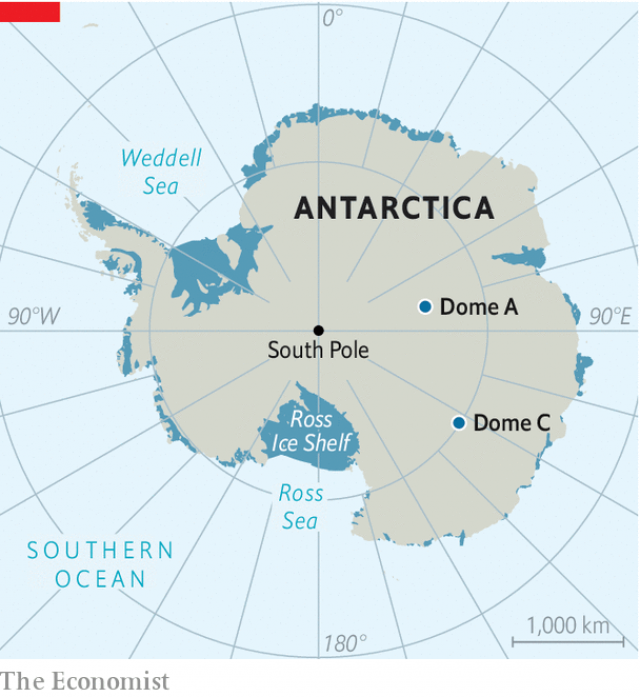 0°
Weddell
Sea
ANTARCTICA
Dome A
90°W
90°E
South Pole
Ross
Ice Shelf
Dome C
Ross
Sea
SOUTHERN
OCEAN
1,000 km
180°
The Economist